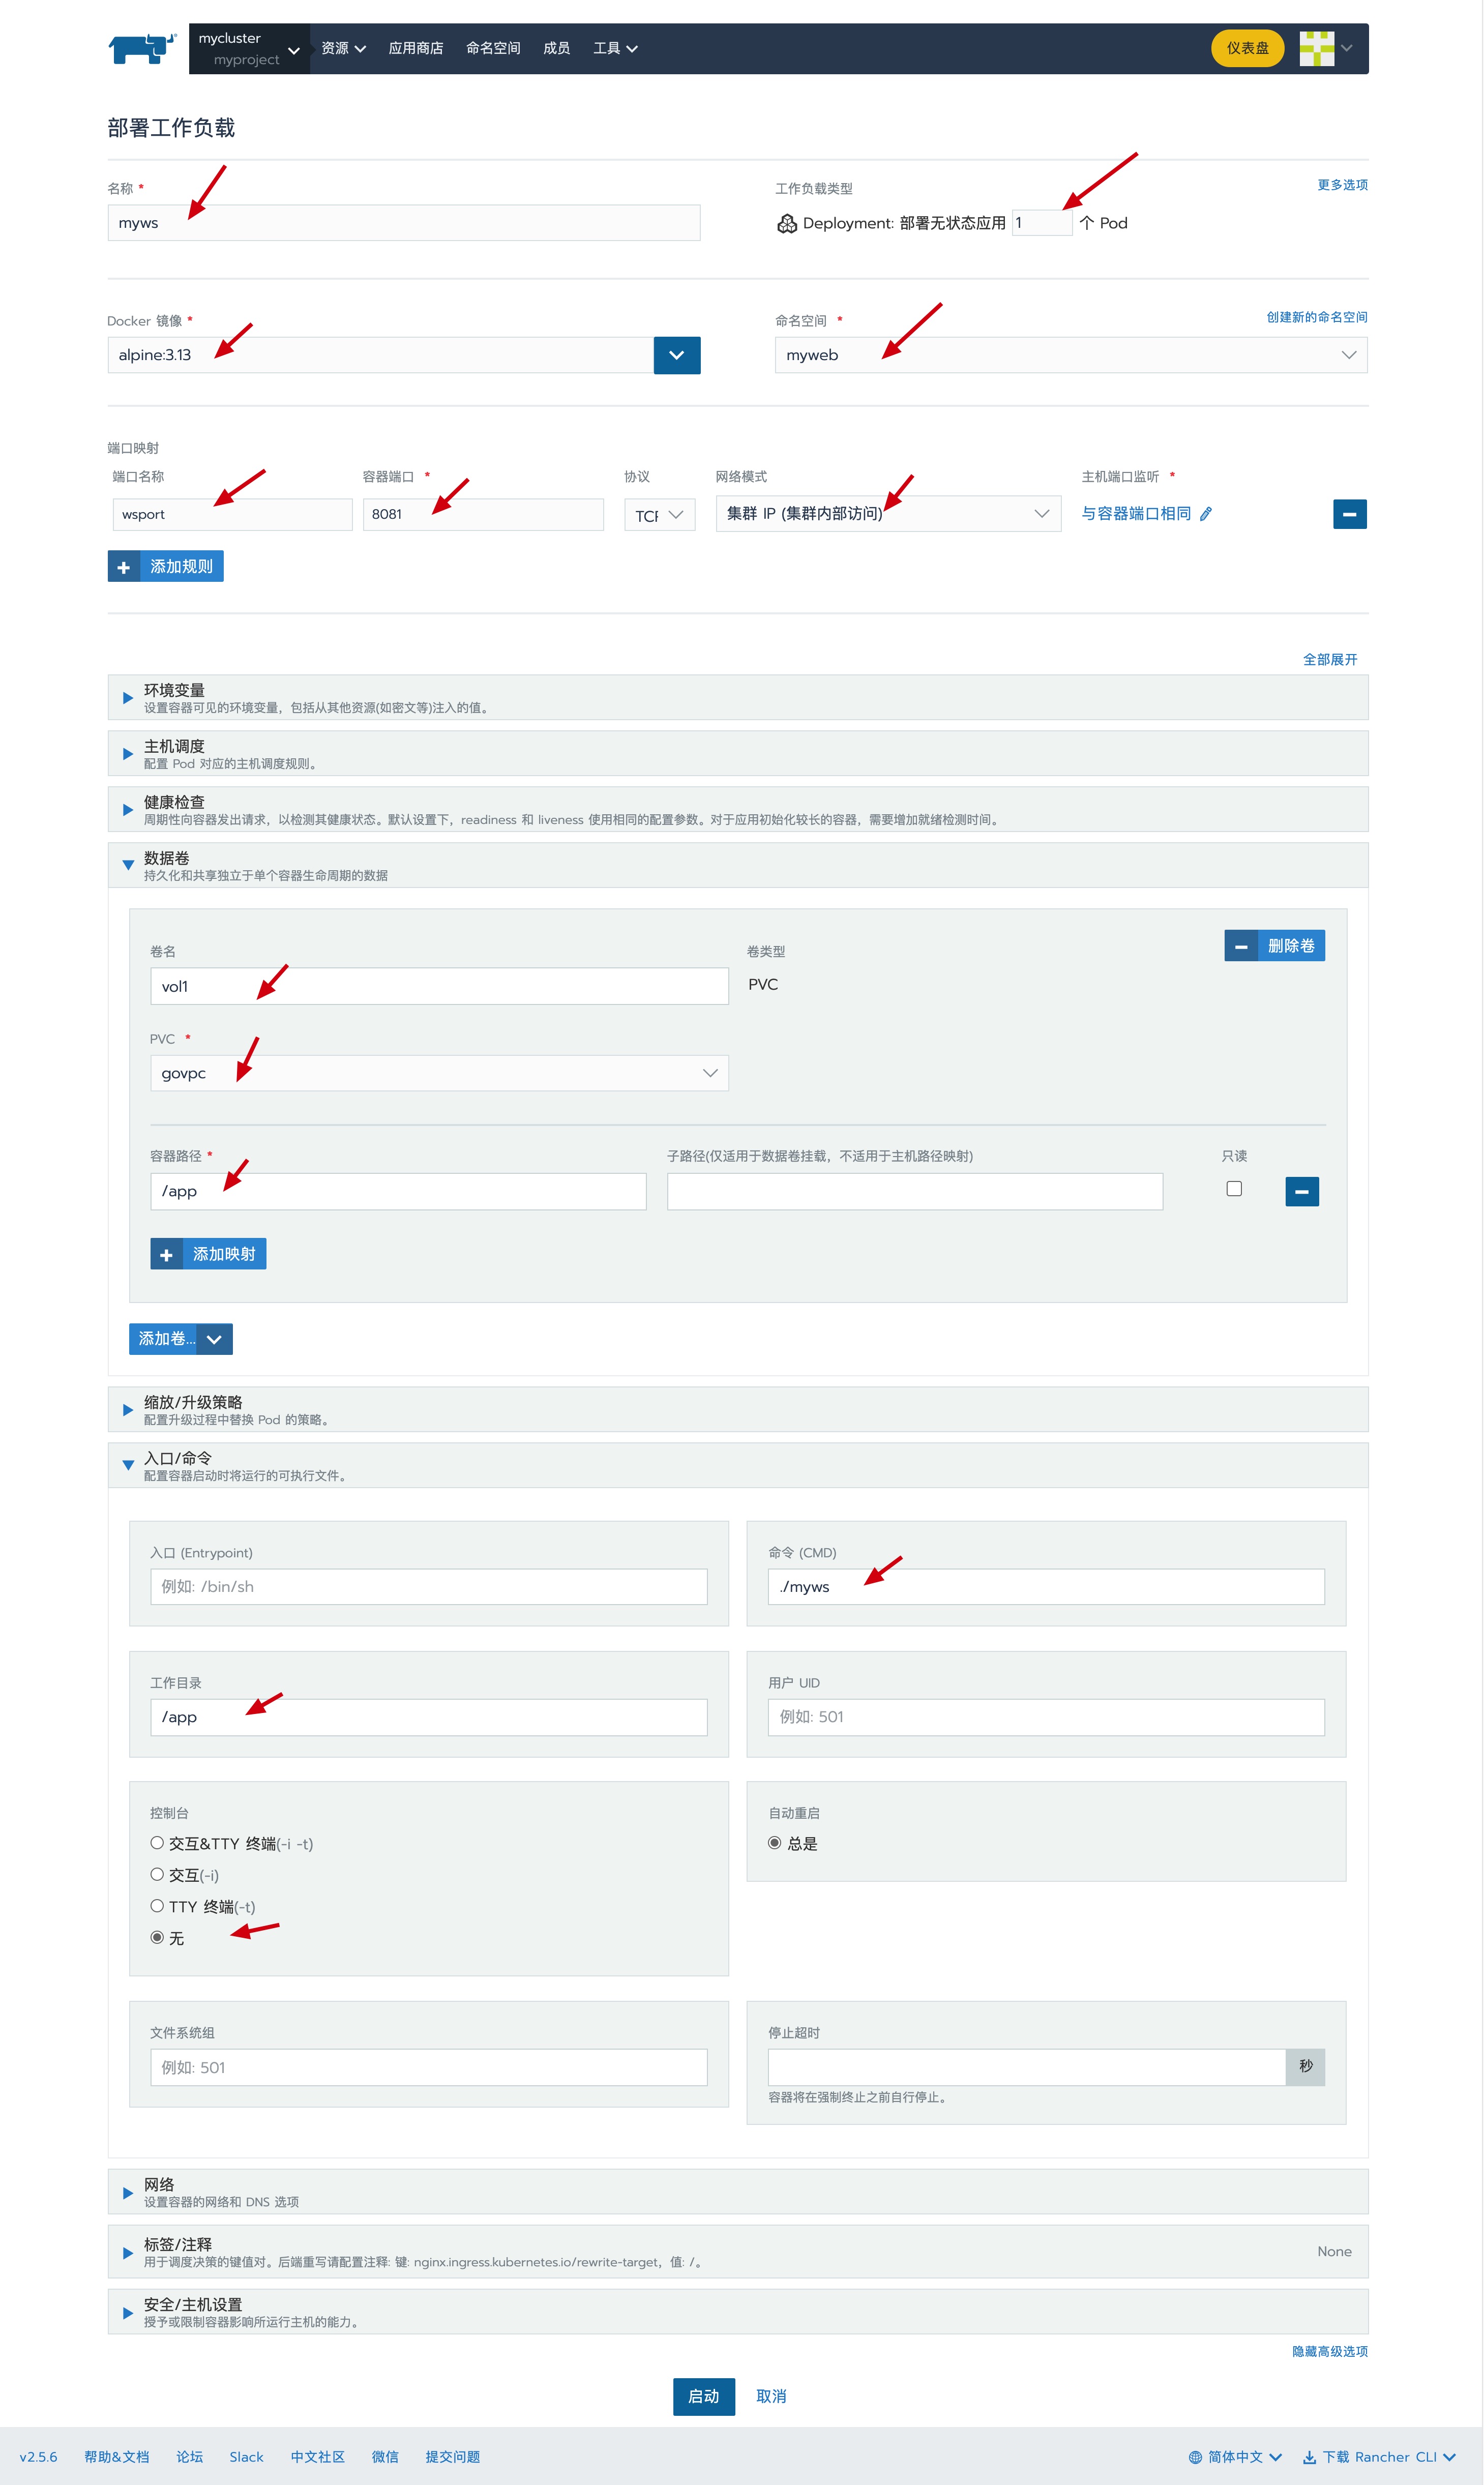 mycluster
myproject
资源 应用商店 命名空间 成员 工具 仪表盘
部署工作负载
名称 * 工作负载类型 更多选项
myws Deployment: 部署无状态应用 1 个 Pod
Docker 镜像 * 命名空间 * 创建新的命名空间
alpine:3.13 myweb
端口映射
端口名称 容器端口 * 协议 网络模式 主机端口监听 *
wsport 8081 TCP 集群 IP (集群内部访问) 与容器端口相同
添加规则
全部展开
环境变量
设置容器可见的环境变量，包括从其他资源(如密文等)注入的值。
主机调度
配置 Pod 对应的主机调度规则。
健康检查
周期性向容器发出请求，以检测其健康状态。默认设置下，readiness 和 liveness 使用相同的配置参数。对于应用初始化较长的容器，需要增加就绪检测时间。
数据卷
持久化和共享独立于单个容器生命周期的数据
卷名 卷类型 删除卷
vol1 PVC
PVC *
govpc
容器路径 * 子路径(仅适用于数据卷挂载，不适用于主机路径映射) 只读
/app
添加映射
添加卷...
缩放/升级策略
配置升级过程中替换 Pod 的策略。
入口/命令
配置容器启动时将运行的可执行文件。
入口 (Entrypoint) 命令 (CMD)
例如: /bin/sh ./myws
工作目录 用户 UID
/app 例如: 501
控制台 自动重启
交互&TTY 终端(-i -t) 总是
交互(-i)
TTY 终端(-t)
无
文件系统组 停止超时
例如: 501 秒
容器将在强制终止之前自行停止。
网络
设置容器的网络和 DNS 选项
标签/注释
用于调度决策的键值对。后端重写请配置注释: 键: nginx.ingress.kubernetes.io/rewrite-target，值: /。 None
安全/主机设置
授予或限制容器影响所运行主机的能力。
隐藏高级选项
启动 取消
v2.5.6 帮助&文档 论坛 Slack 中文社区 微信 提交问题 简体中文 下载 Rancher CLI